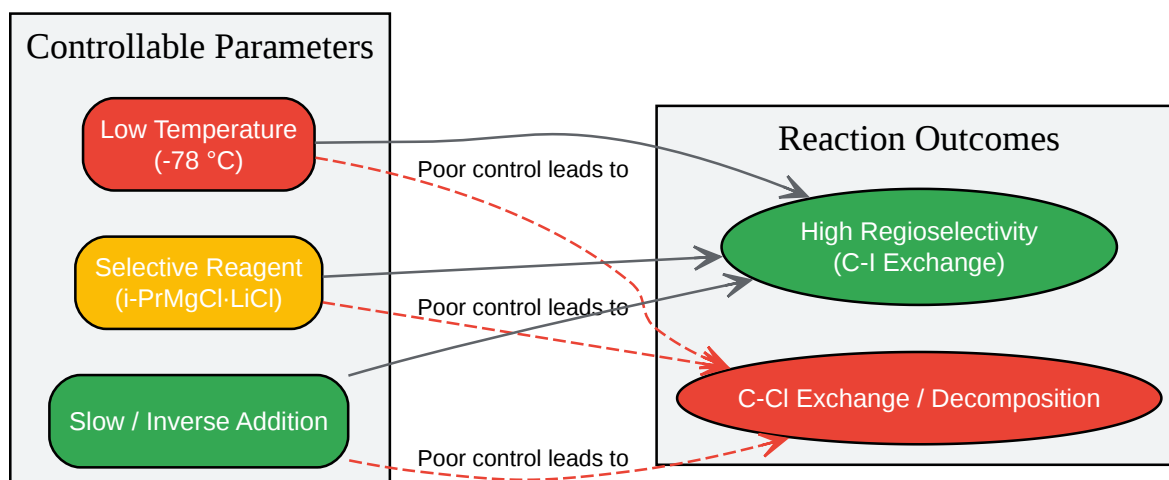 Controllable Parameters
Low Temperature
(-78 °C)
Selective Reagent
(i-PrMgCl·LiCl)
Slow / Inverse Addition
Poor control leads to
Poor control leads to
Poor control leads to
Reaction Outcomes
High Regioselectivity
(C-I Exchange)
C-Cl Exchange / Decomposition